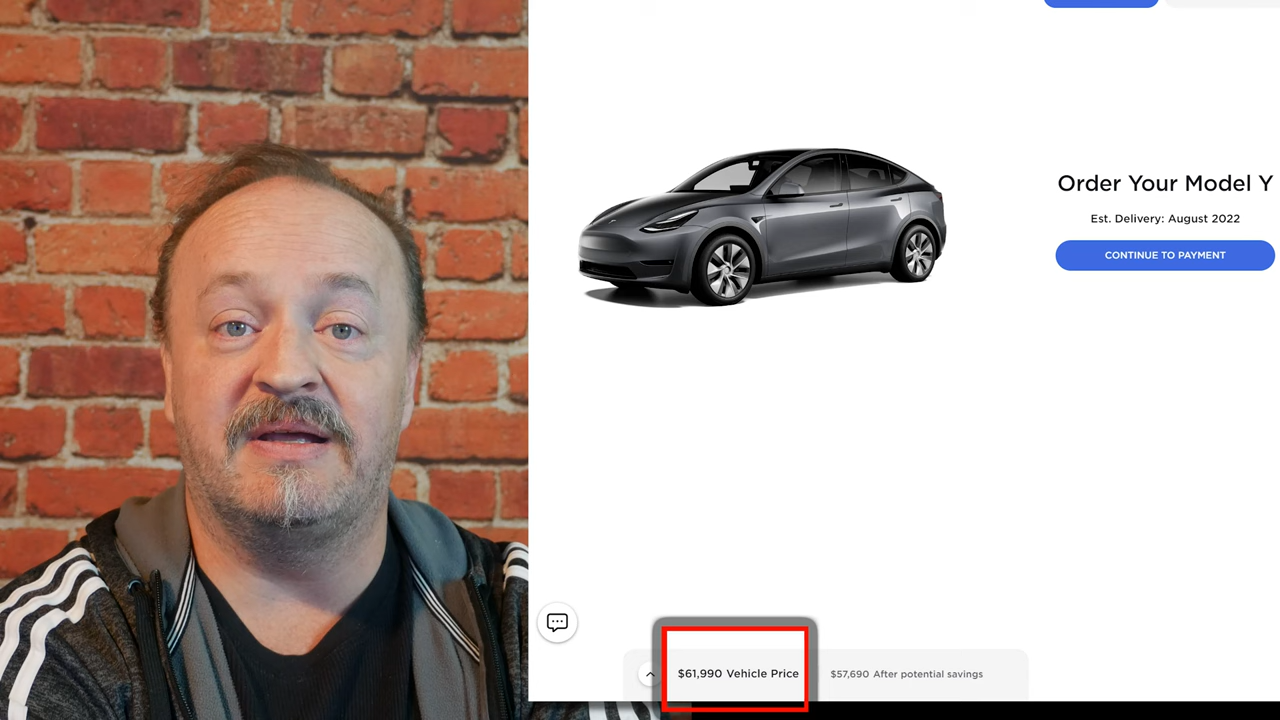 Order Your Model Y
Est. Delivery: August 2022
CONTINUE TO PAYMENT
$61,990 Vehicle Price
$57,690 After potential savings